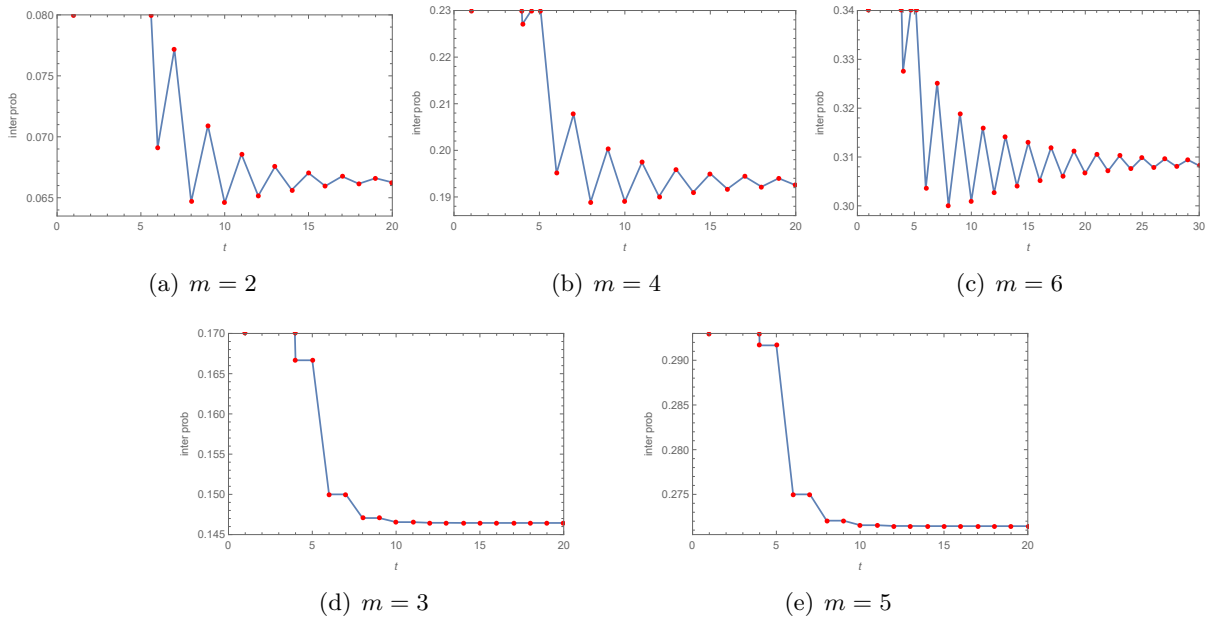 0.080
0.075
0.070
0.065
inter prob
0 5 10 15 20
t
(a) m = 2
0.23
0.22
0.21
0.20
0.19
inter prob
0 5 10 15 20
t
(b) m = 4
0.34
0.33
0.32
0.31
0.30
inter prob
0 5 10 15 20 25 30
t
(c) m = 6
0.170
0.165
0.160
0.155
0.150
0.145
inter prob
0 5 10 15 20
t
(d) m = 3
0.290
0.285
0.280
0.275
inter prob
0 5 10 15 20
t
(e) m = 5